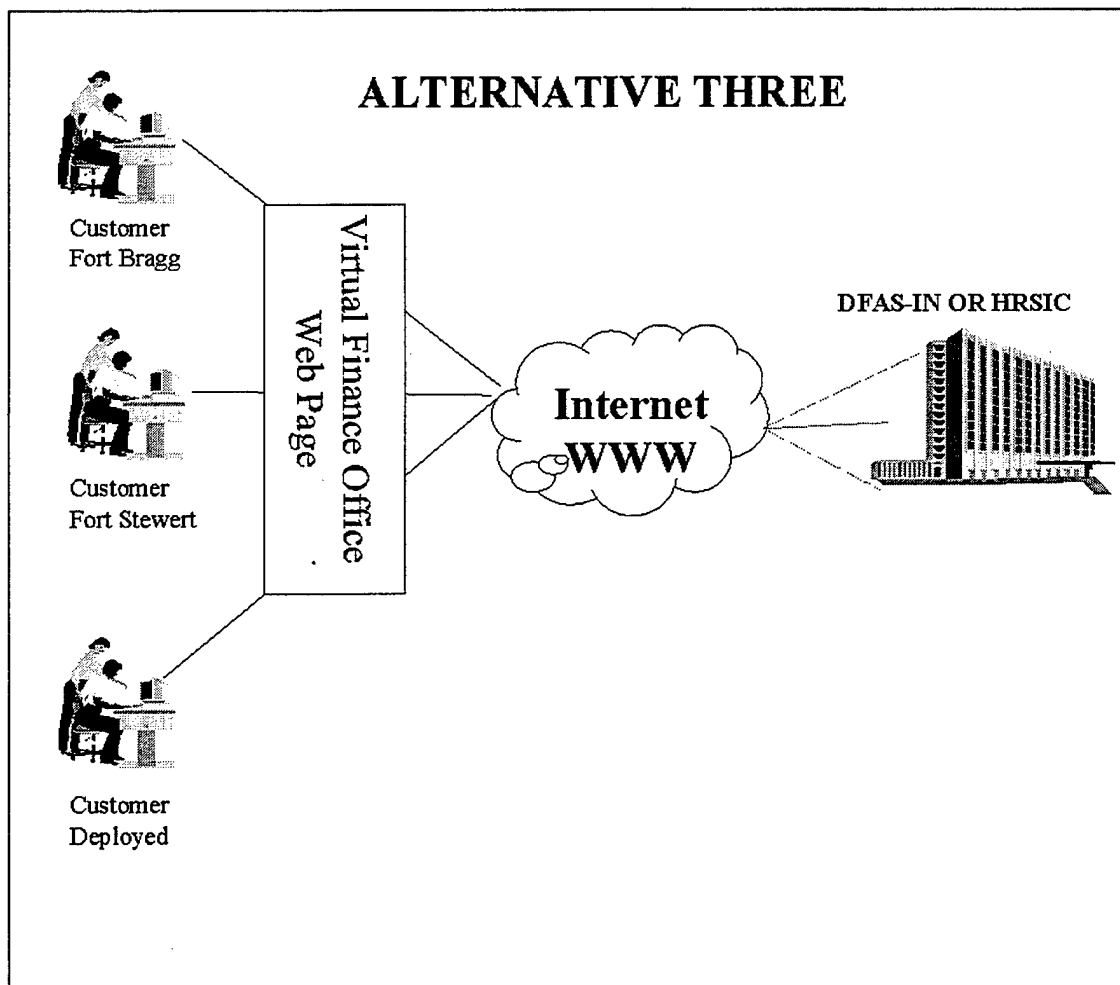 ALTERNATIVE THREE
Customer
Fort Bragg
Customer
Fort Stewert
Customer
Deployed
Virtual Finance Office
Web Page
Internet
WWW
DFAS-IN OR HRSIC